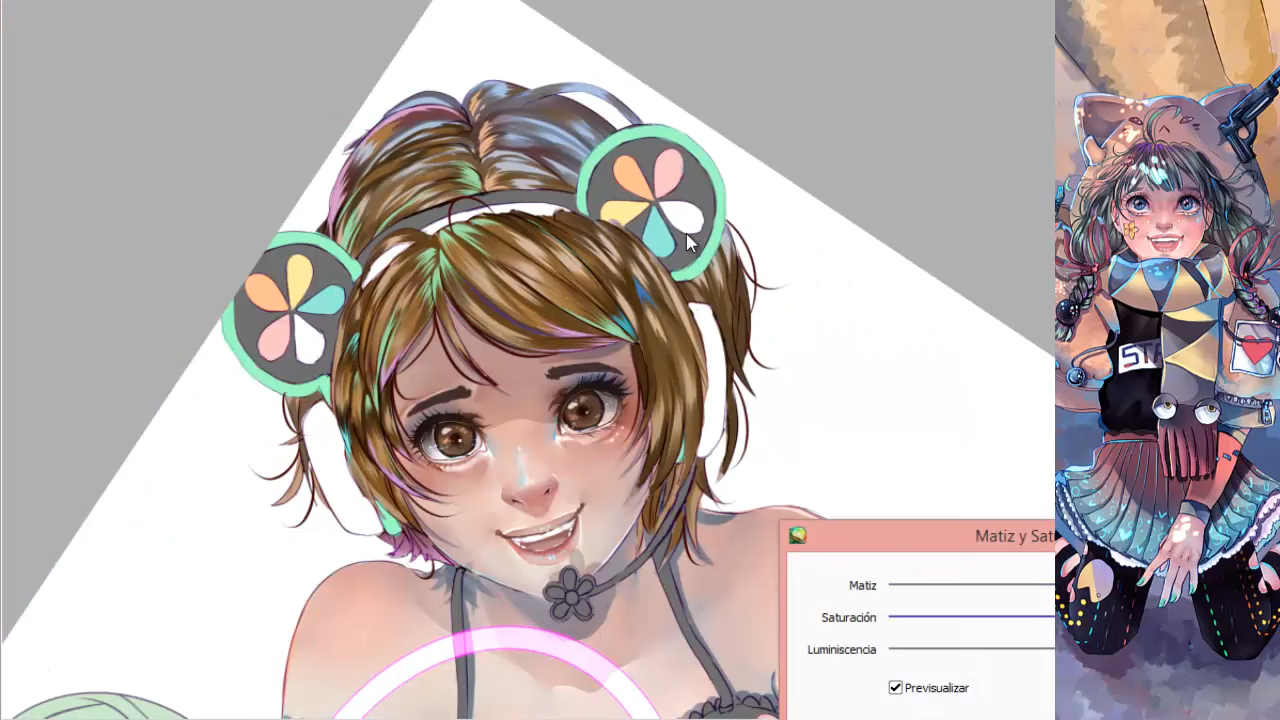 Matiz y Sat
Matiz
Saturación
Luminiscencia
Previsualizar